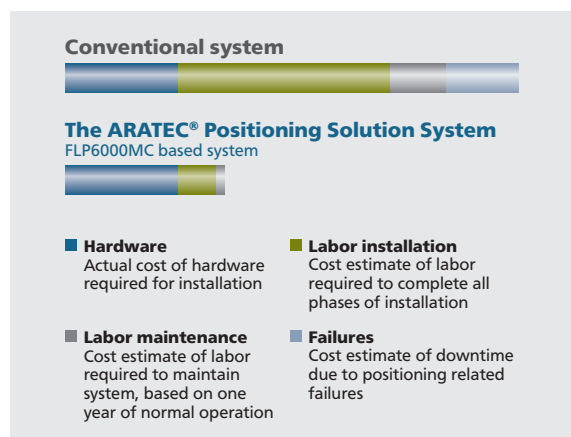 Conventional system
The ARATEC® Positioning Solution System
FLP6000MC based system
Hardware
Actual cost of hardware
required for installation
Labor installation
Cost estimate of labor
required to complete all
phases of installation
Labor maintenance
Cost estimate of labor
required to maintain
system, based on one
year of normal operation
Failures
Cost estimate of downtime
due to positioning related
failures